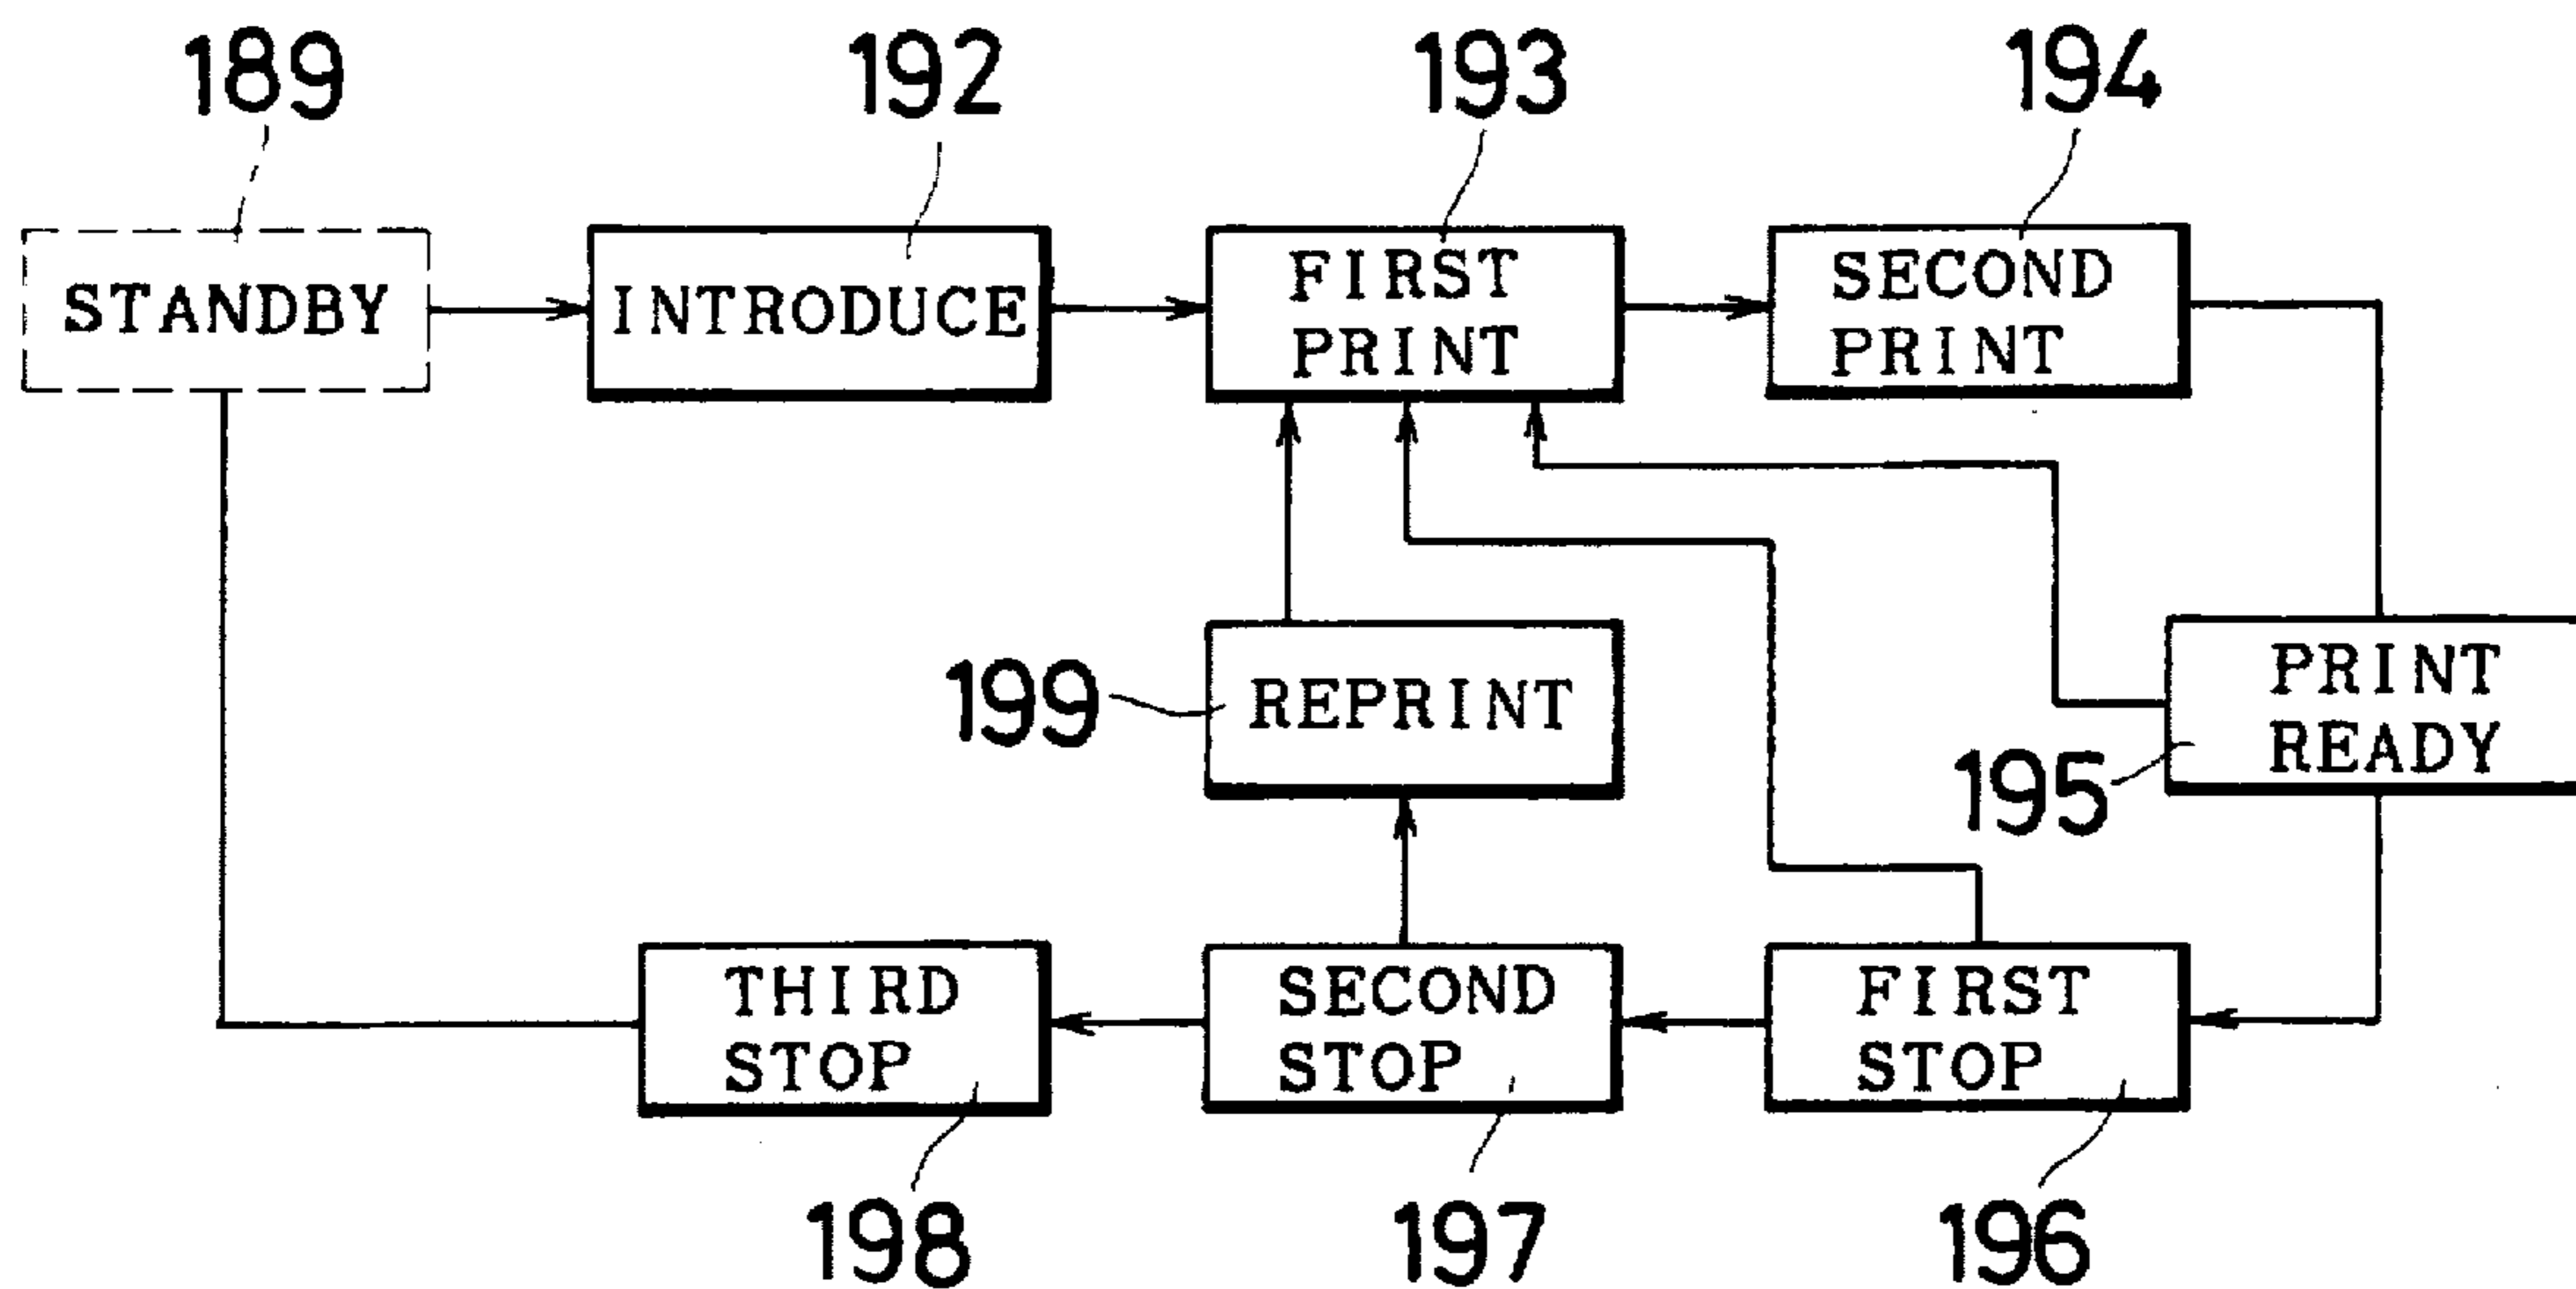 189
192
193
194
STANDBY
INTRODUCE
FIRST
PRINT
SECOND
PRINT
199
REPRINT
195
PRINT
READY
THIRD
STOP
SECOND
STOP
FIRST
STOP
198
197
196